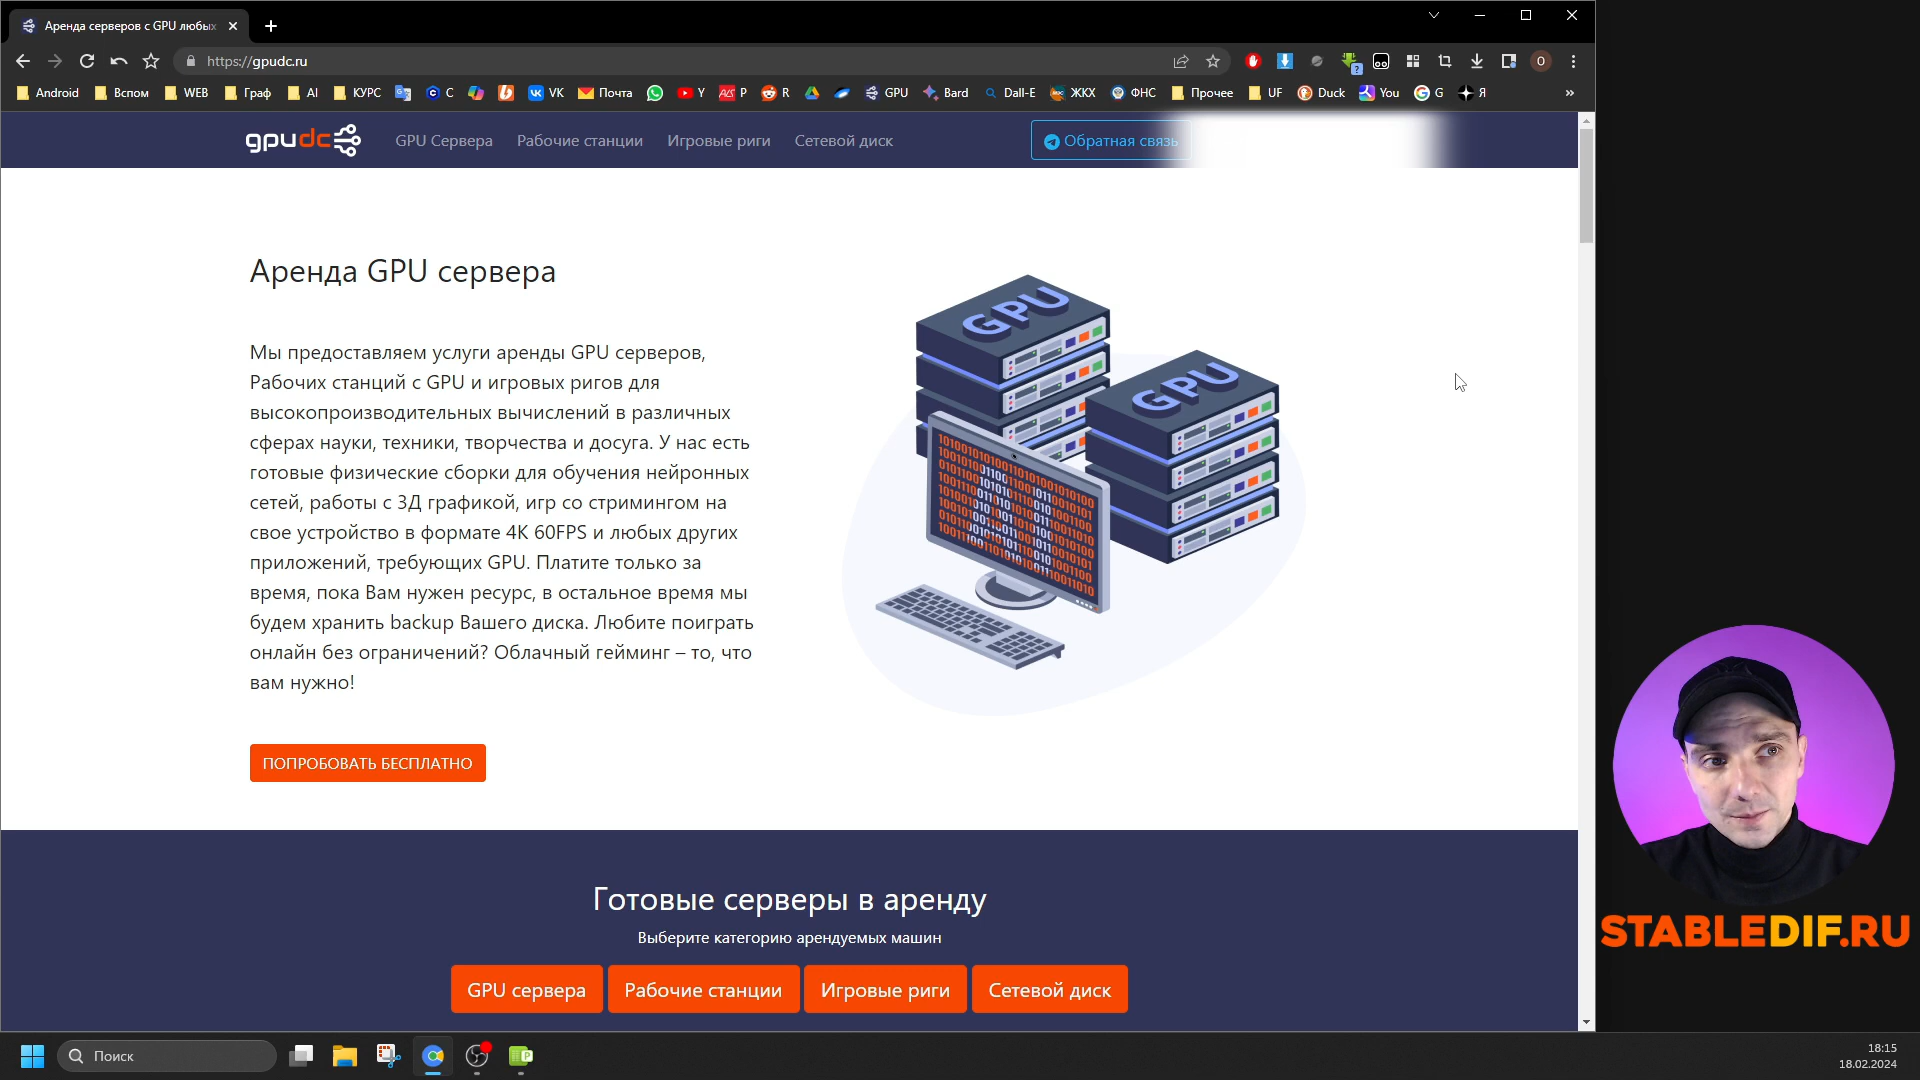 Аренда серверов с GPU любых
https://gpudc.ru
Android Вспом WEB Граф AI КУРС C VK Почта Y P R GPU Bard Dall-E ЖКХ ФНС Прочее UF Duck You G Я »
gpudc GPU Сервера Рабочие станции Игровые риги Сетевой диск Обратная связь
Аренда GPU сервера
Мы предоставляем услуги аренды GPU серверов,
Рабочих станций с GPU и игровых ригов для
высокопроизводительных вычислений в различных
сферах науки, техники, творчества и досуга. У нас есть
готовые физические сборки для обучения нейронных
сетей, работы с 3Д графикой, игр со стримингом на
свое устройство в формате 4К 60FPS и любых других
приложений, требующих GPU. Платите только за
время, пока Вам нужен ресурс, в остальное время мы
будем хранить backup Вашего диска. Любите поиграть
онлайн без ограничений? Облачный гейминг – то, что
вам нужно!
GPU
GPU
ПОПРОБОВАТЬ БЕСПЛАТНО
Готовые серверы в аренду
Выберите категорию арендуемых машин
GPU сервера Рабочие станции Игровые риги Сетевой диск
STABLEDIF.RU
Поиск
18:15
18.02.2024